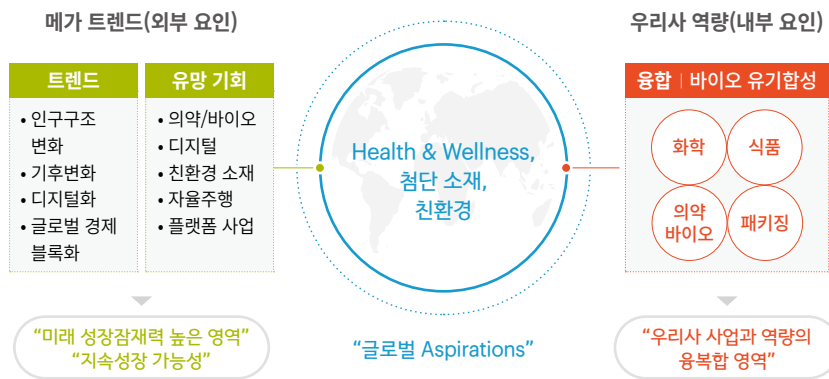 메가 트렌드(외부 요인)
트렌드
• 인구구조
변화
• 기후변화
• 디지털화
• 글로벌 경제
블록화
유망 기회
• 의약/바이오
• 디지털
• 친환경 소재
• 자율주행
• 플랫폼 사업
“미래 성장잠재력 높은 영역”
“지속성장 가능성”
Health & Wellness,
첨단 소재,
친환경
“글로벌 Aspirations”
우리사 역량(내부 요인)
융합 | 바이오 유기합성
화학
식품
의약
바이오
패키징
“우리사 사업과 역량의
융복합 영역”